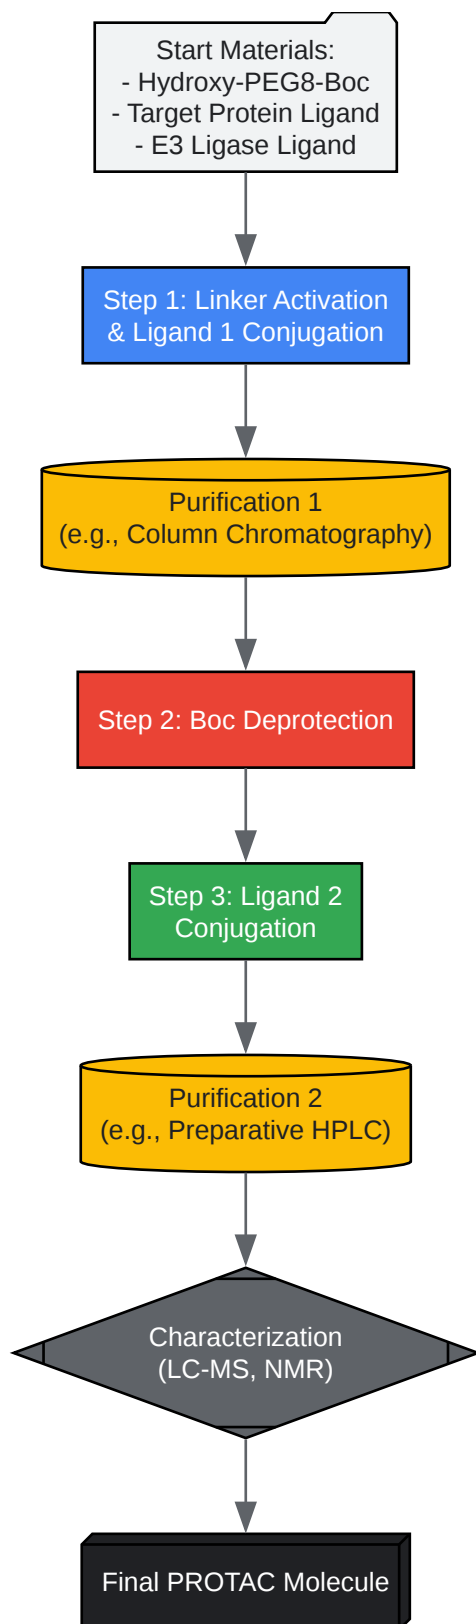 Start Materials:
- Hydroxy-PEG8-Boc
- Target Protein Ligand
- E3 Ligase Ligand
Step 1: Linker Activation
& Ligand 1 Conjugation
Purification 1
(e.g., Column Chromatography)
Step 2: Boc Deprotection
Step 3: Ligand 2
Conjugation
Purification 2
(e.g., Preparative HPLC)
Characterization
(LC-MS, NMR)
Final PROTAC Molecule